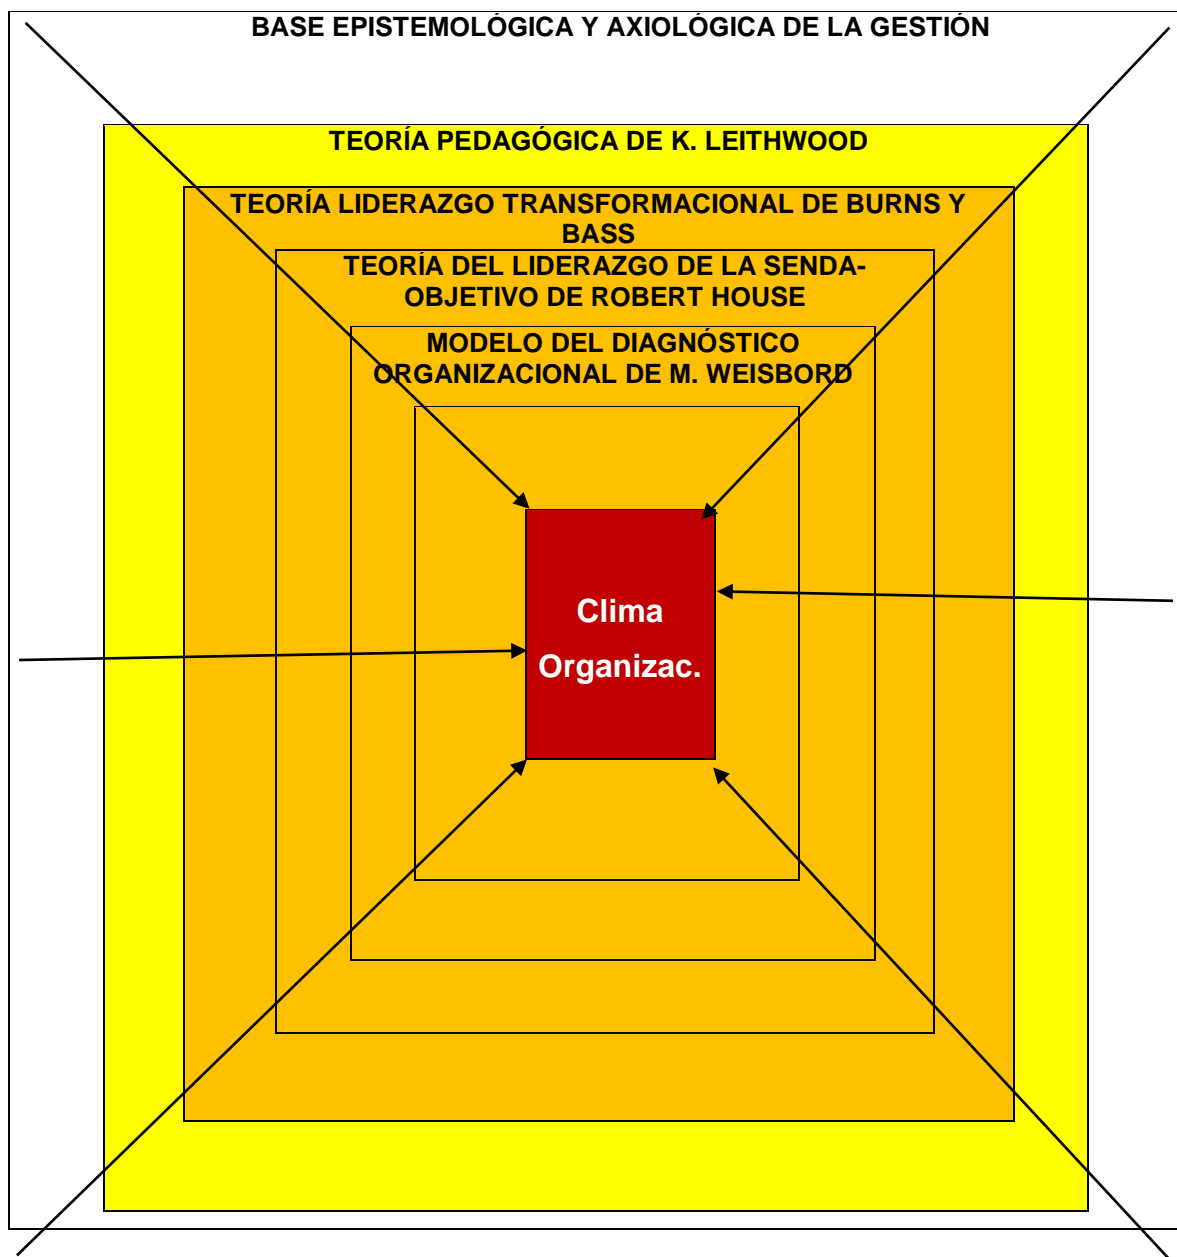 BASE EPISTEMOLÓGICA Y AXIOLÓGICA DE LA GESTIÓN
TEORÍA PEDAGÓGICA DE K. LEITHWOOD
TEORÍA LIDERAZGO TRANSFORMACIONAL DE BURNS Y
BASS
TEORÍA DEL LIDERAZGO DE LA SENDA-
OBJETIVO DE ROBERT HOUSE
MODELO DEL DIAGNÓSTICO
ORGANIZACIONAL DE M. WEISBORD
Clima
Organizac.